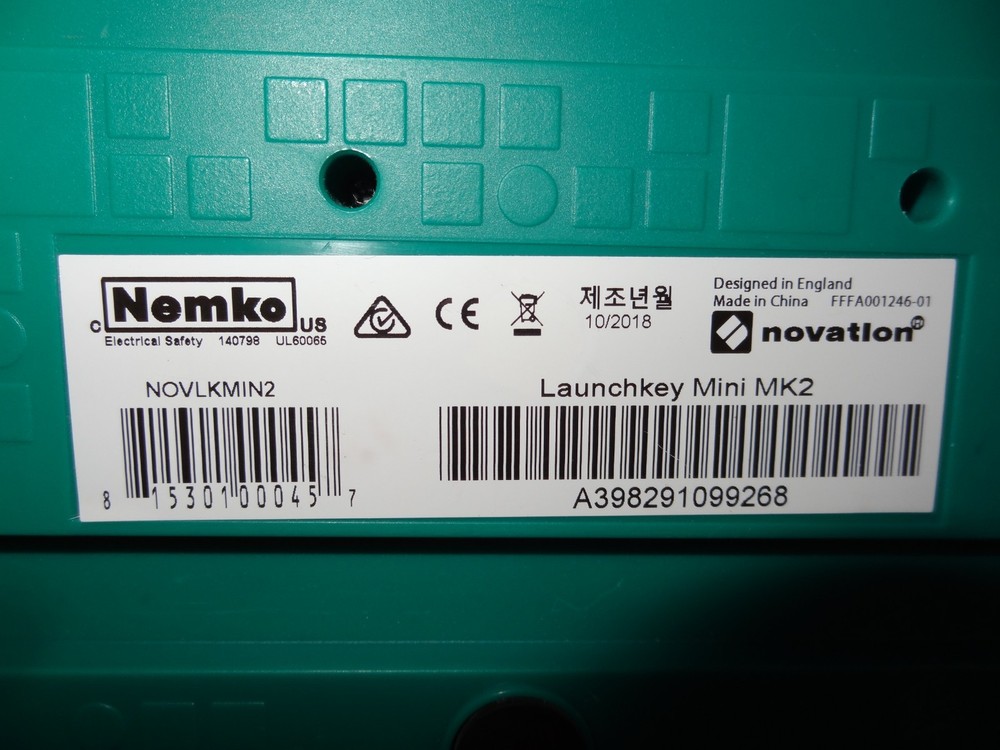 Nemko
C US
Electrical Safety 140798 UL60065
CE
제조년월
10/2018
Designed in England
Made in China FFFA001246-01
novation®
NOVLKMIN2
8 15301 00045 7
Launchkey Mini MK2
A398291099268